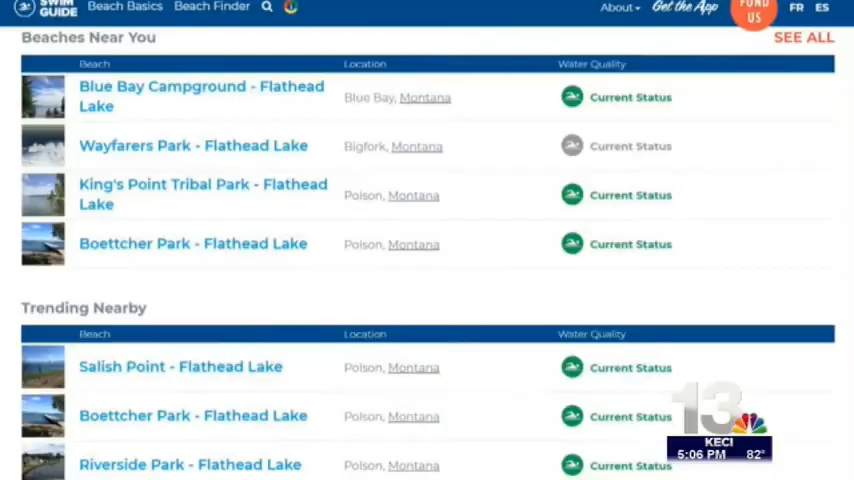 SWIM
GUIDE
Beach Basics
Beach Finder
About
Get the App
FUND
US
FR
ES
Beaches Near You
SEE ALL
Beach
Location
Water Quality
Blue Bay Campground - Flathead
Lake
Blue Bay, Montana
Current Status
Wayfarers Park - Flathead Lake
Bigfork, Montana
Current Status
King's Point Tribal Park - Flathead
Lake
Polson, Montana
Current Status
Boettcher Park - Flathead Lake
Polson, Montana
Current Status
Trending Nearby
Beach
Location
Water Quality
Salish Point - Flathead Lake
Polson, Montana
Current Status
Boettcher Park - Flathead Lake
Polson, Montana
Current Status
Riverside Park - Flathead Lake
Polson, Montana
Current Status
13
KECI
5:06 PM 82°